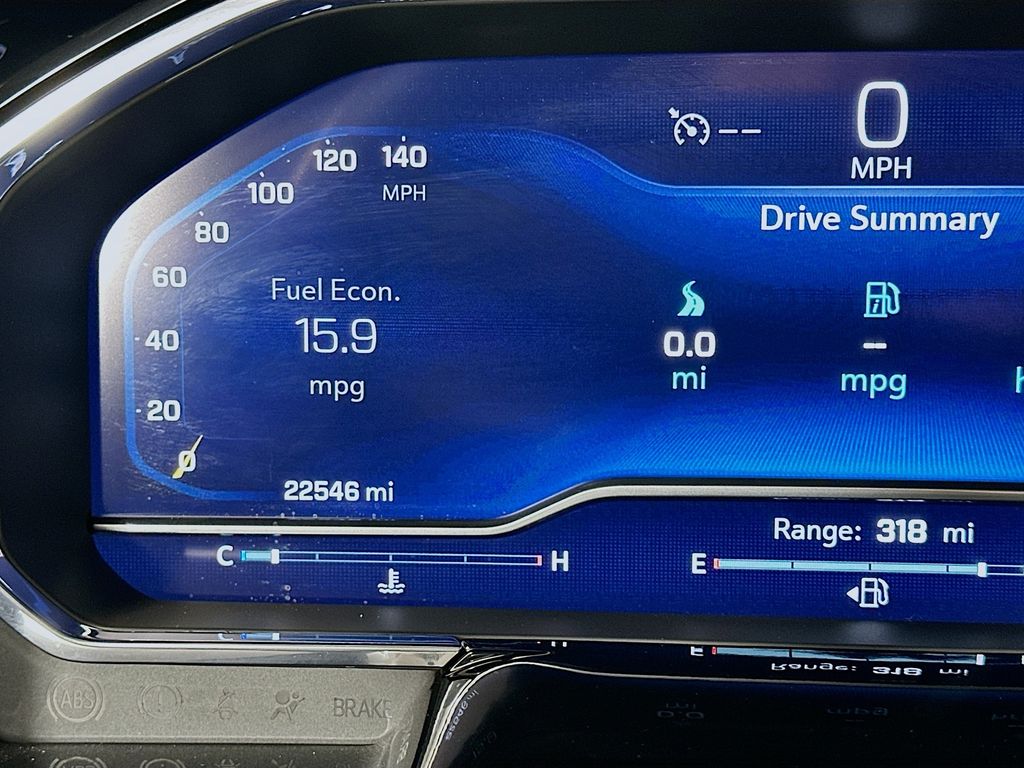 0
MPH
120 140
100 MPH
80
Drive Summary
60
Fuel Econ.
15.9
mpg
40
0.0
mi
--
mpg
20
0
22546 mi
Range: 318 mi
C H
E
ABS
BRAKE